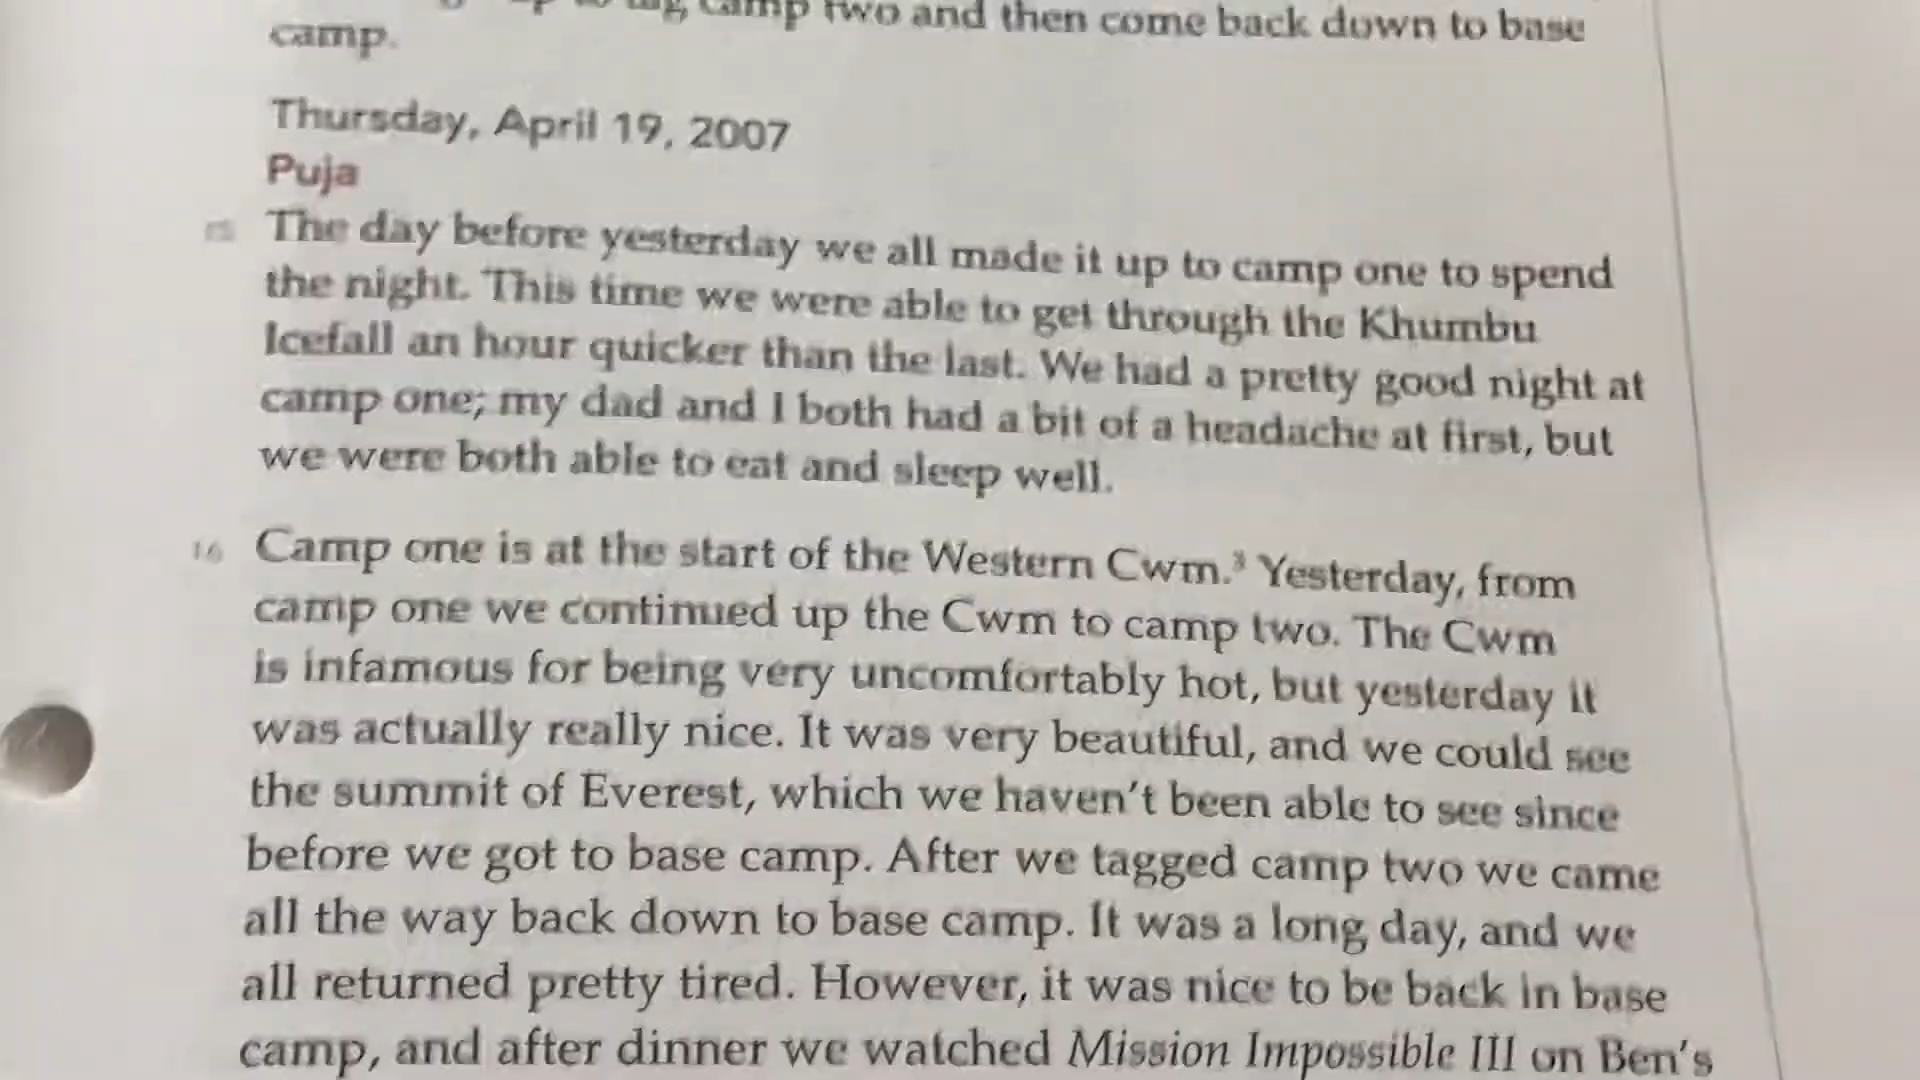 camp two and then come back down to base
camp.
Thursday, April 19, 2007
Puja
15 The day before yesterday we all made it up to camp one to spend
the night. This time we were able to get through the Khumbu
Icefall an hour quicker than the last. We had a pretty good night at
camp one; my dad and I both had a bit of a headache at first, but
we were both able to eat and sleep well.
16 Camp one is at the start of the Western Cwm.³ Yesterday, from
camp one we continued up the Cwm to camp two. The Cwm
is infamous for being very uncomfortably hot, but yesterday it
was actually really nice. It was very beautiful, and we could see
the summit of Everest, which we haven't been able to see since
before we got to base camp. After we tagged camp two we came
all the way back down to base camp. It was a long day, and we
all returned pretty tired. However, it was nice to be back in base
camp, and after dinner we watched Mission Impossible III on Ben's